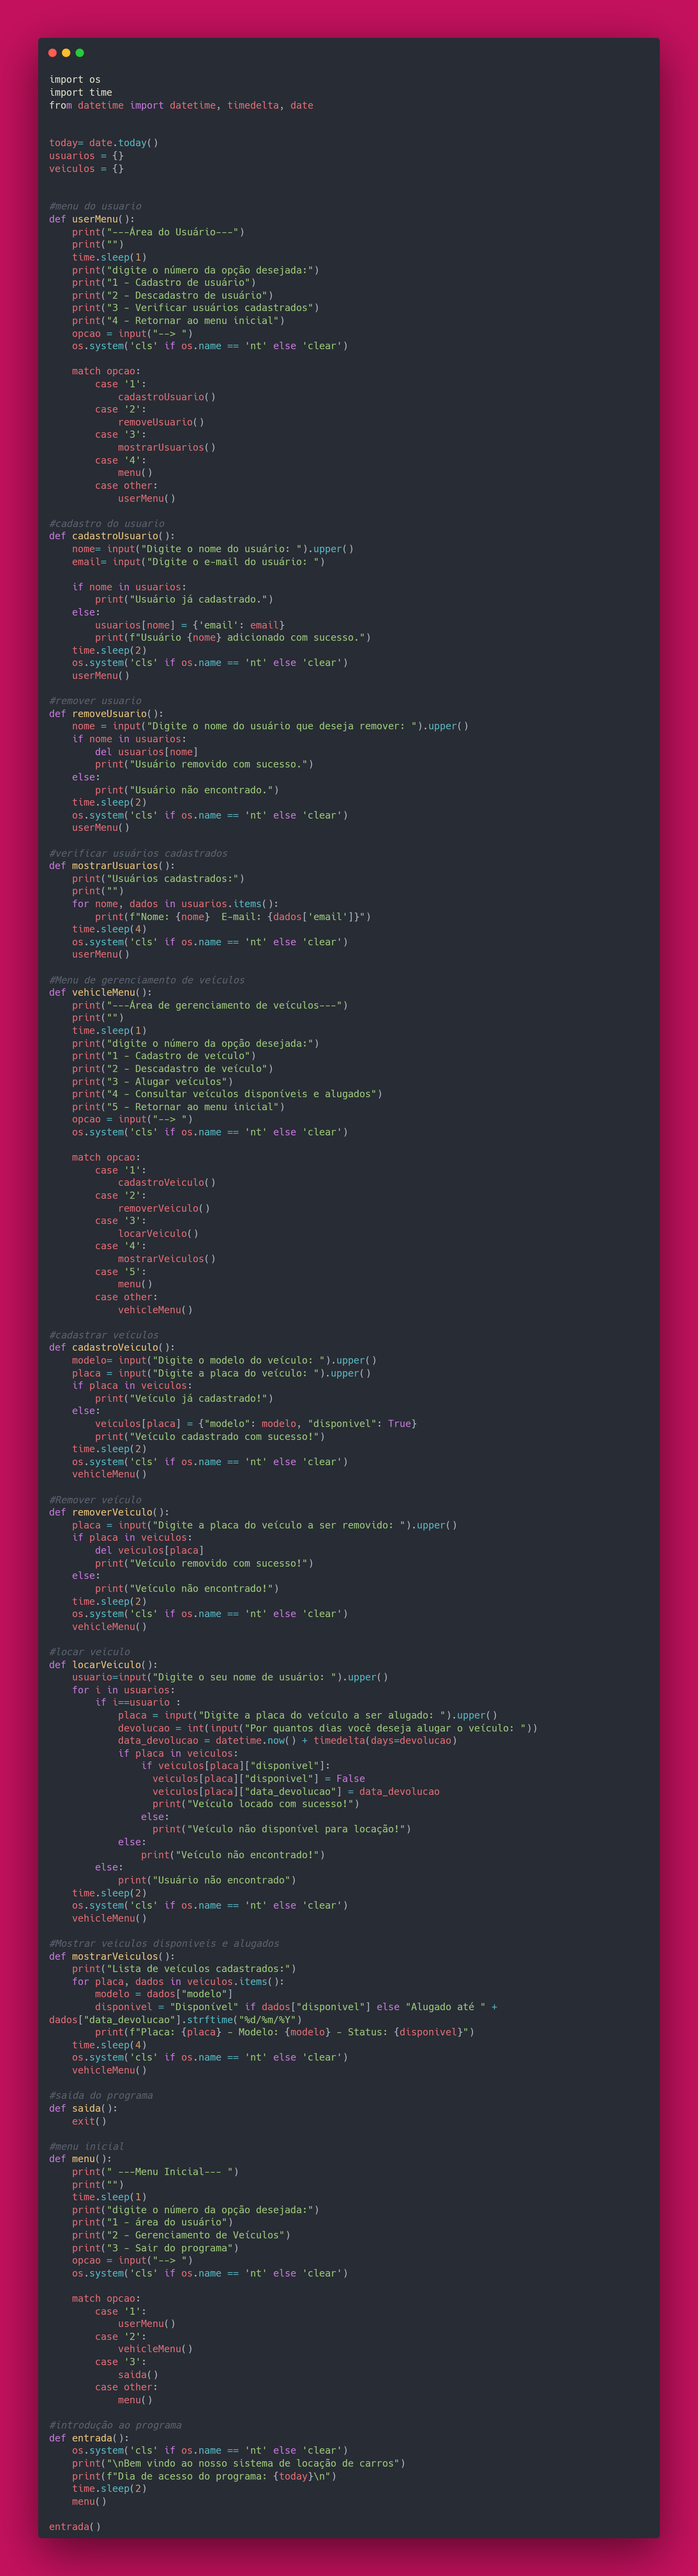 import os
import time
from datetime import datetime, timedelta, date
today= date.today()
usuarios = {}
veiculos = {}
#menu do usuario
def userMenu():
    print("---Área do Usuário---")
    print("")
    time.sleep(1)
    print("digite o número da opção desejada:")
    print("1 - Cadastro de usuário")
    print("2 - Descadastro de usuário")
    print("3 - Verificar usuários cadastrados")
    print("4 - Retornar ao menu inicial")
    opcao = input("--> ")
    os.system('cls' if os.name == 'nt' else 'clear')
    match opcao:
        case '1':
            cadastroUsuario()
        case '2':
            removeUsuario()
        case '3':
            mostrarUsuarios()
        case '4':
            menu()
        case other:
            userMenu()
#cadastro do usuario
def cadastroUsuario():
    nome= input("Digite o nome do usuário: ").upper()
    email= input("Digite o e-mail do usuário: ")
    if nome in usuarios:
        print("Usuário já cadastrado.")
    else:
        usuarios[nome] = {'email': email}
        print(f"Usuário {nome} adicionado com sucesso.")
    time.sleep(2)
    os.system('cls' if os.name == 'nt' else 'clear')
    userMenu()
#remover usuario
def removeUsuario():
    nome = input("Digite o nome do usuário que deseja remover: ").upper()
    if nome in usuarios:
        del usuarios[nome]
        print("Usuário removido com sucesso.")
    else:
        print("Usuário não encontrado.")
    time.sleep(2)
    os.system('cls' if os.name == 'nt' else 'clear')
    userMenu()
#verificar usuários cadastrados
def mostrarUsuarios():
    print("Usuários cadastrados:")
    print("")
    for nome, dados in usuarios.items():
        print(f"Nome: {nome}  E-mail: {dados['email']}")
    time.sleep(4)
    os.system('cls' if os.name == 'nt' else 'clear')
    userMenu()
#Menu de gerenciamento de veículos
def vehicleMenu():
    print("---Área de gerenciamento de veículos---")
    print("")
    time.sleep(1)
    print("digite o número da opção desejada:")
    print("1 - Cadastro de veículo")
    print("2 - Descadastro de veículo")
    print("3 - Alugar veículos")
    print("4 - Consultar veículos disponíveis e alugados")
    print("5 - Retornar ao menu inicial")
    opcao = input("--> ")
    os.system('cls' if os.name == 'nt' else 'clear')
    match opcao:
        case '1':
            cadastroVeiculo()
        case '2':
            removerVeiculo()
        case '3':
            locarVeiculo()
        case '4':
            mostrarVeiculos()
        case '5':
            menu()
        case other:
            vehicleMenu()
#cadastrar veículos
def cadastroVeiculo():
    modelo= input("Digite o modelo do veículo: ").upper()
    placa = input("Digite a placa do veículo: ").upper()
    if placa in veiculos:
        print("Veículo já cadastrado!")
    else:
        veiculos[placa] = {"modelo": modelo, "disponivel": True}
        print("Veículo cadastrado com sucesso!")
    time.sleep(2)
    os.system('cls' if os.name == 'nt' else 'clear')
    vehicleMenu()
#Remover veículo
def removerVeiculo():
    placa = input("Digite a placa do veículo a ser removido: ").upper()
    if placa in veiculos:
        del veiculos[placa]
        print("Veículo removido com sucesso!")
    else:
        print("Veículo não encontrado!")
    time.sleep(2)
    os.system('cls' if os.name == 'nt' else 'clear')
    vehicleMenu()
#locar veiculo
def locarVeiculo():
    usuario=input("Digite o seu nome de usuário: ").upper()
    for i in usuarios:
        if i==usuario :
            placa = input("Digite a placa do veículo a ser alugado: ").upper()
            devolucao = int(input("Por quantos dias você deseja alugar o veículo: "))
            data_devolucao = datetime.now() + timedelta(days=devolucao)
            if placa in veiculos:
                if veiculos[placa]["disponivel"]:
                  veiculos[placa]["disponivel"] = False
                  veiculos[placa]["data_devolucao"] = data_devolucao
                  print("Veículo locado com sucesso!")
                else:
                  print("Veículo não disponível para locação!")
            else:
                print("Veículo não encontrado!")
        else:
            print("Usuário não encontrado")
    time.sleep(2)
    os.system('cls' if os.name == 'nt' else 'clear')
    vehicleMenu()
#Mostrar veiculos disponiveis e alugados
def mostrarVeiculos():
    print("Lista de veículos cadastrados:")
    for placa, dados in veiculos.items():
        modelo = dados["modelo"]
        disponivel = "Disponível" if dados["disponivel"] else "Alugado até " +
dados["data_devolucao"].strftime("%d/%m/%Y")
        print(f"Placa: {placa} - Modelo: {modelo} - Status: {disponivel}")
    time.sleep(4)
    os.system('cls' if os.name == 'nt' else 'clear')
    vehicleMenu()
#saida do programa
def saida():
    exit()
#menu inicial
def menu():
    print(" ---Menu Inicial--- ")
    print("")
    time.sleep(1)
    print("digite o número da opção desejada:")
    print("1 - área do usuário")
    print("2 - Gerenciamento de Veículos")
    print("3 - Sair do programa")
    opcao = input("--> ")
    os.system('cls' if os.name == 'nt' else 'clear')
    match opcao:
        case '1':
            userMenu()
        case '2':
            vehicleMenu()
        case '3':
            saida()
        case other:
            menu()
#introdução ao programa
def entrada():
    os.system('cls' if os.name == 'nt' else 'clear')
    print("\nBem vindo ao nosso sistema de locação de carros")
    print(f"Dia de acesso do programa: {today}\n")
    time.sleep(2)
    menu()
entrada()